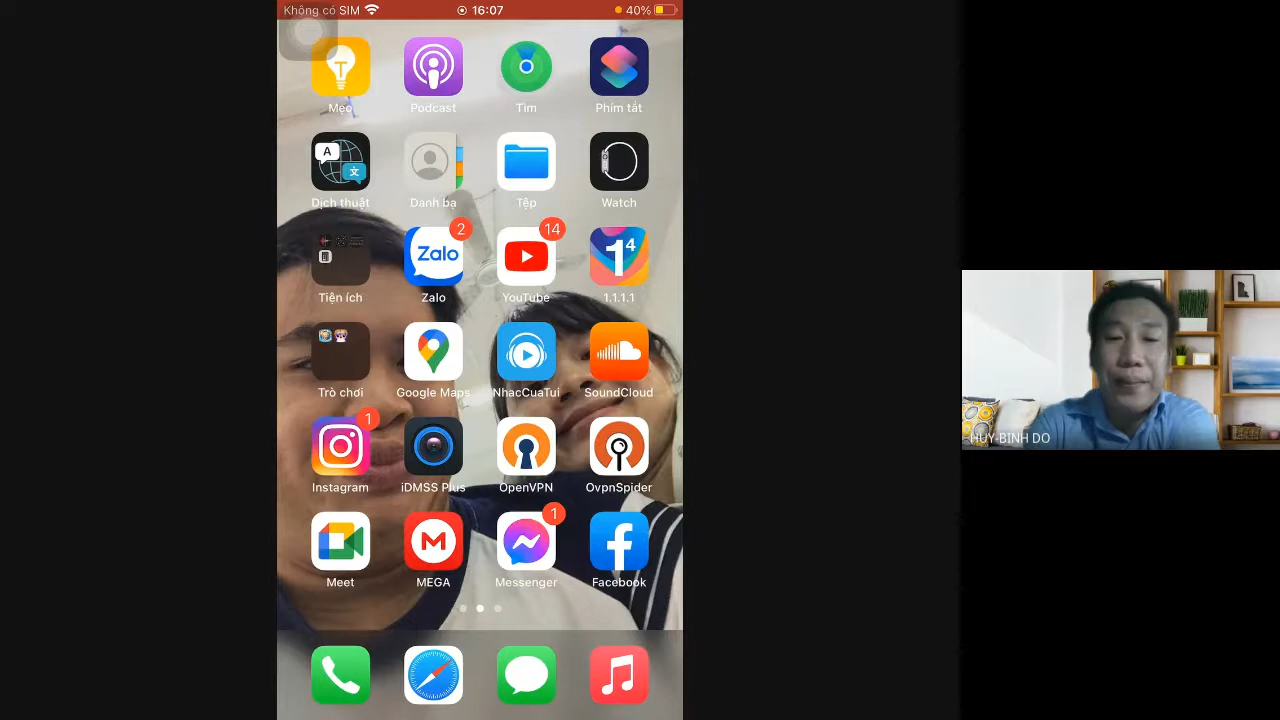 Không có SIM 16:07 40%
Mẹo Podcast Tìm Phím tắt
A 文
Dịch thuật Danh bạ Tệp Watch
2 14
Zalo 1⁴
Tiện ích Zalo YouTube 1.1.1.1
Trò chơi Google Maps NhacCuaTui SoundCloud
1
Instagram iDMSS Plus OpenVPN OvpnSpider
HUY-BINH DO
1
Meet MEGA Messenger Facebook